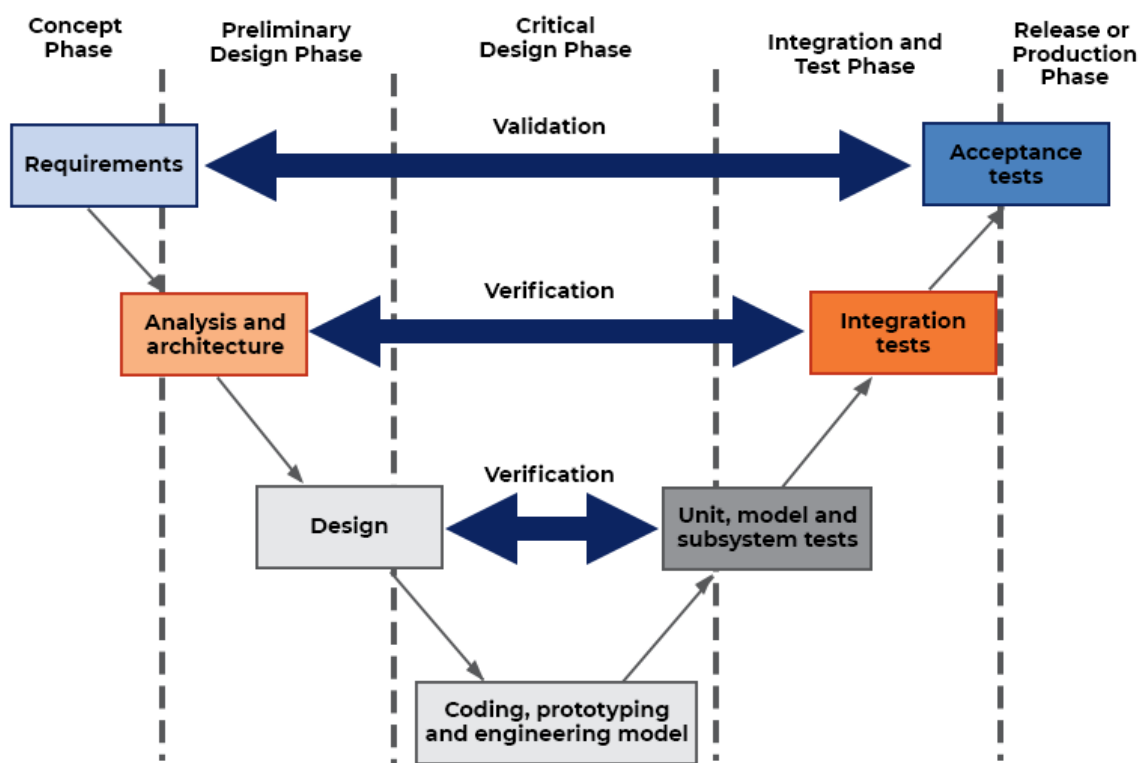 Concept
Phase
Preliminary
Design Phase
Critical
Design Phase
Integration and
Test Phase
Release or
Production
Phase
Validation
Requirements
Acceptance
tests
Verification
Analysis and
architecture
Integration
tests
Verification
Design
Unit, model and
subsystem tests
Coding, prototyping
and engineering model